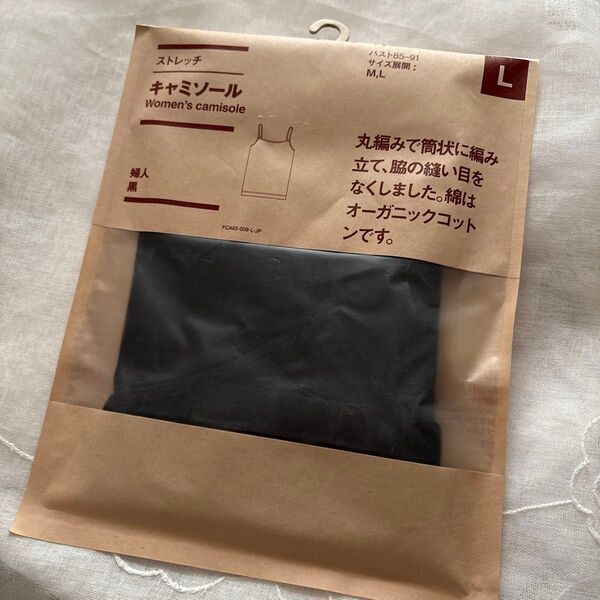 ストレッチ
キャミソール
Women's camisole
婦人
黒
FCA93-009-L-JP
バスト85~91
サイズ展開：
M,L
L
丸編みで筒状に編み
立て、脇の縫い目を
なくしました。綿は
オーガニックコット
ンです。